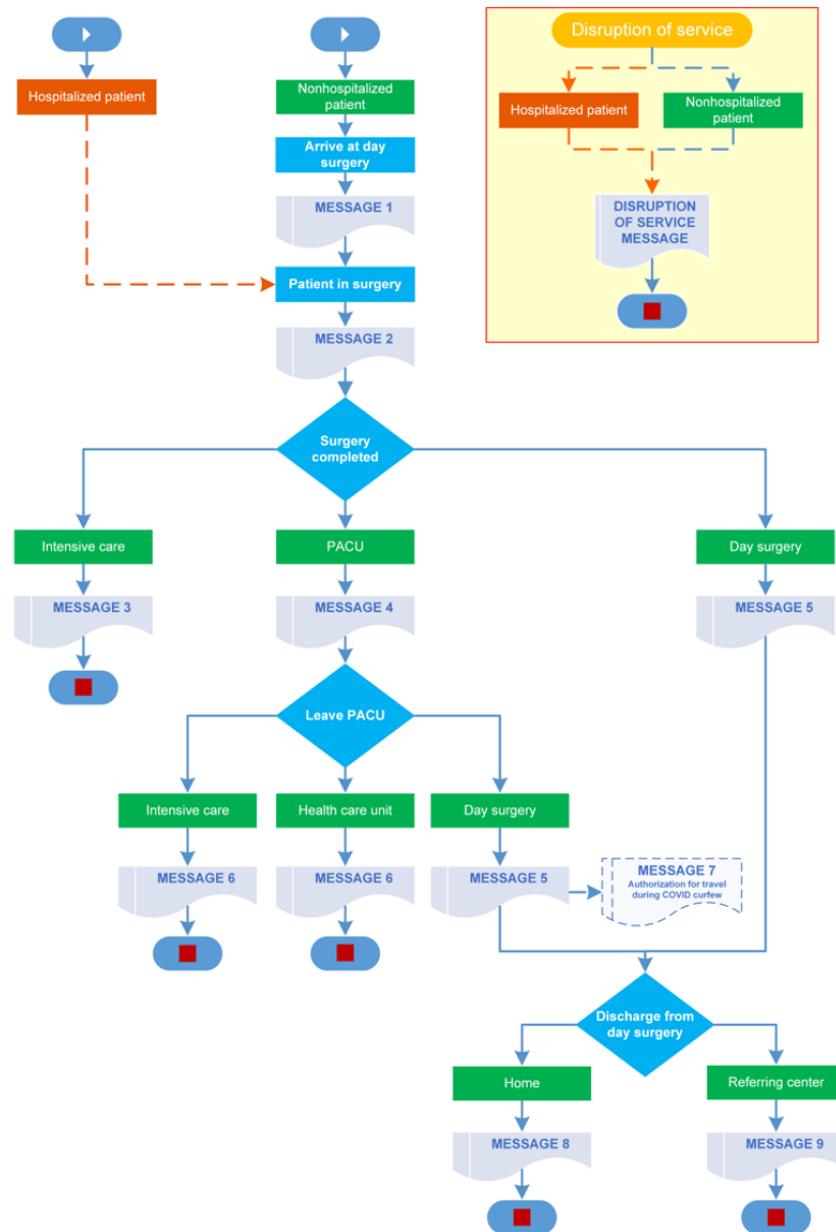 Disruption of service
Hospitalized patient
Nonhospitalized
patient
Hospitalized patient
Nonhospitalized
patient
Arrive at day
surgery
MESSAGE 1
DISRUPTION
OF SERVICE
MESSAGE
Patient in surgery
MESSAGE 2
Surgery
completed
Intensive care
PACU
Day surgery
MESSAGE 3
MESSAGE 4
MESSAGE 5
Leave PACU
Intensive care
Health care unit
Day surgery
MESSAGE 6
MESSAGE 6
MESSAGE 5
MESSAGE 7
Authorization for travel
during COVID curfew
Discharge from
day surgery
Home
Referring center
MESSAGE 8
MESSAGE 9